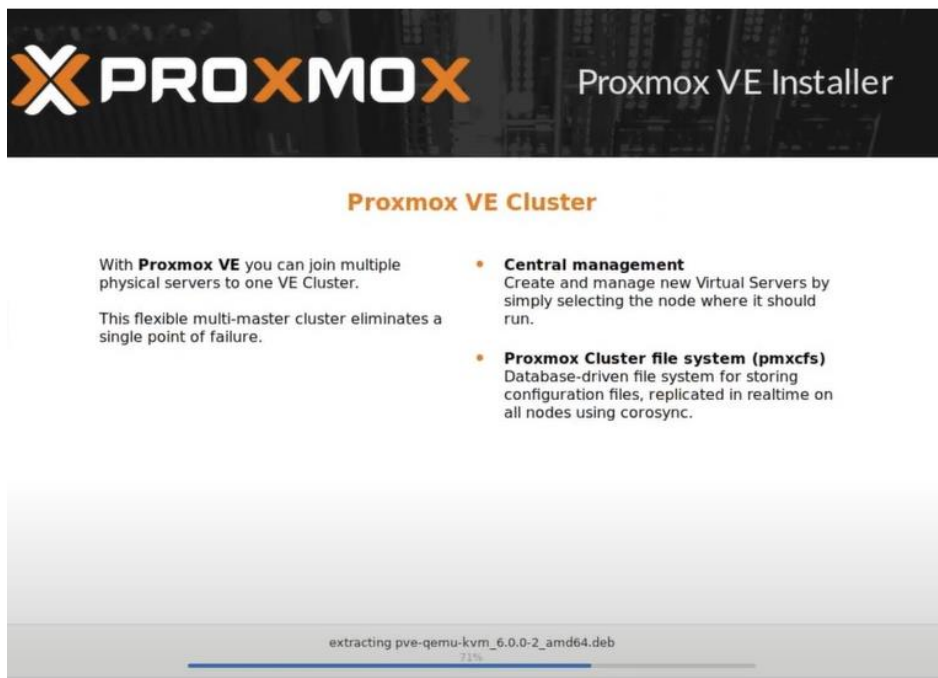 PROXMOX
Proxmox VE Installer
Proxmox VE Cluster
With Proxmox VE you can join multiple
physical servers to one VE Cluster.
This flexible multi-master cluster eliminates a
single point of failure.
• Central management
Create and manage new Virtual Servers by
simply selecting the node where it should
run.
• Proxmox Cluster file system (pmxcfs)
Database-driven file system for storing
configuration files, replicated in realtime on
all nodes using corosync.
extracting pve-qemu-kvm_6.0.0-2_amd64.deb
71%